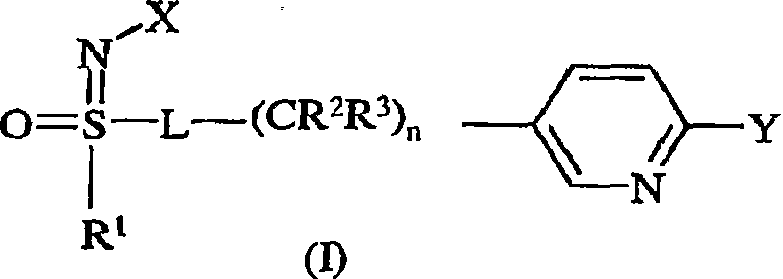 N X
O=S—L—(CR²R³)ₙ Y
N
R¹
(I)